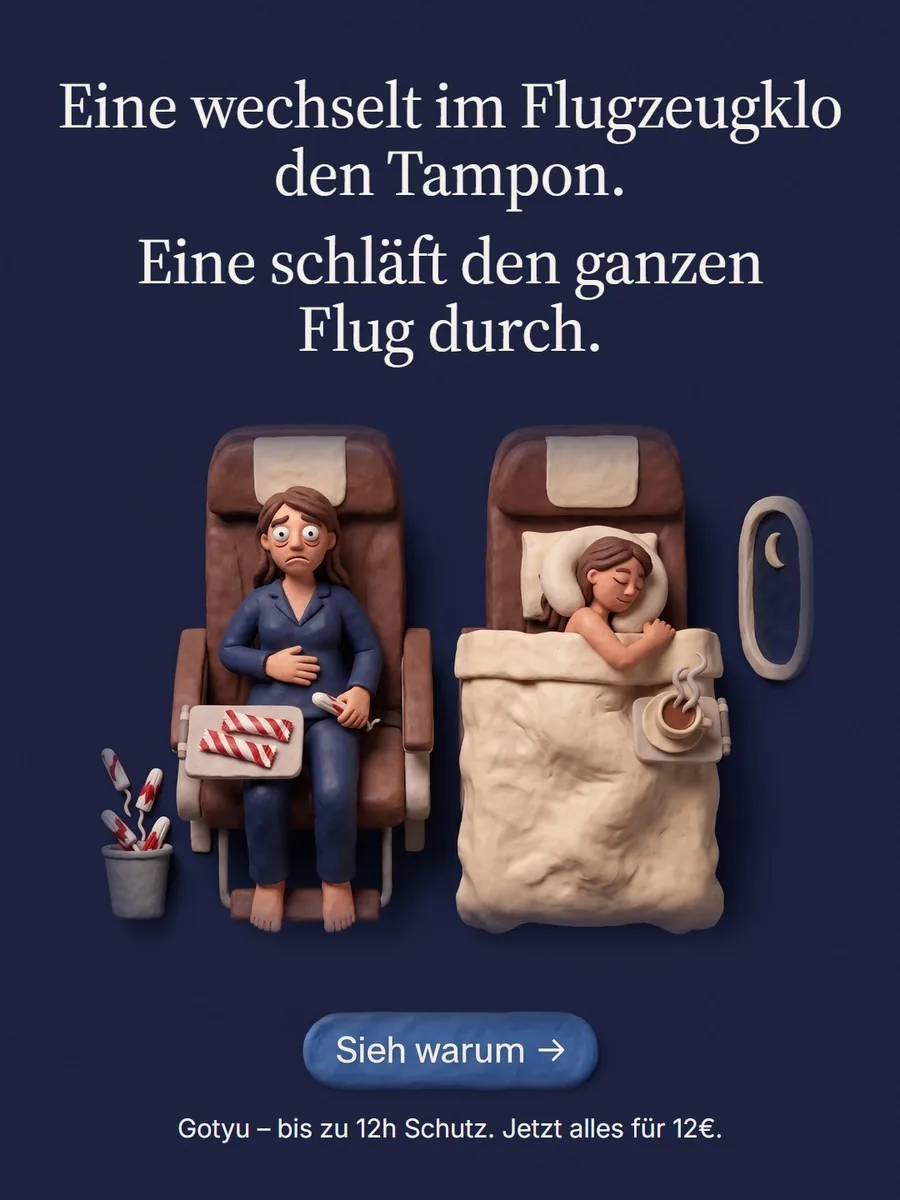 Eine wechselt im Flugzeugklo
den Tampon.
Eine schläft den ganzen
Flug durch.
Sieh warum →
Gotyu – bis zu 12h Schutz. Jetzt alles für 12€.